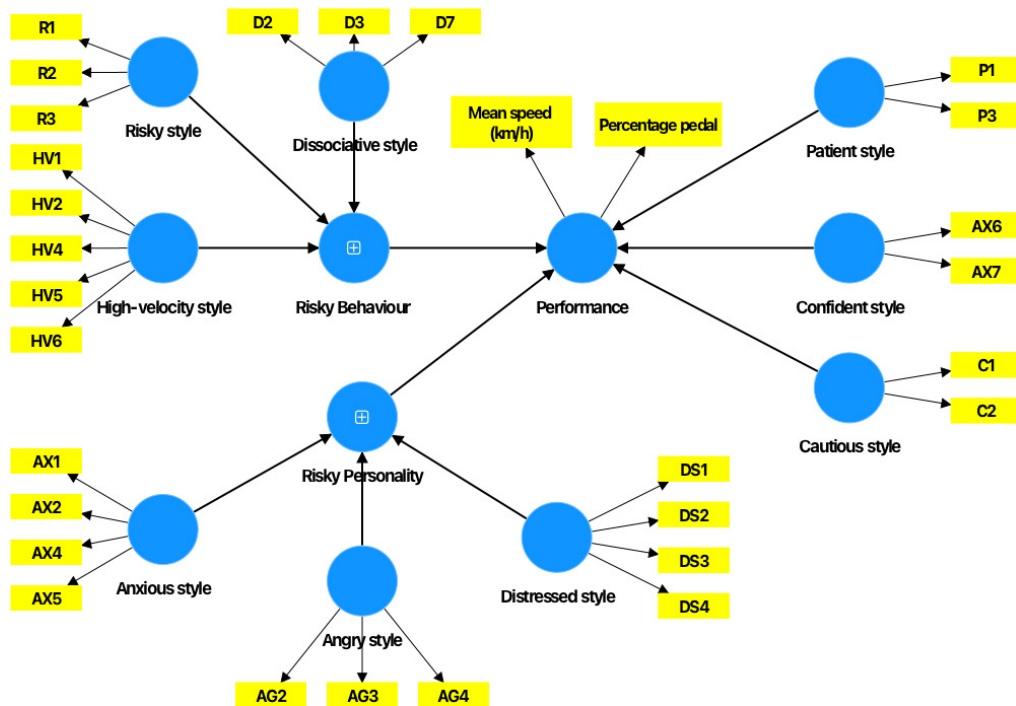 R1
R2
R3
Risky style
D2
D3
D7
Dissociative style
Mean speed
(km/h)
Percentage pedal
P1
P3
Patient style
HV1
HV2
HV4
HV5
HV6
High-velocity style
Risky Behaviour
Performance
AX6
AX7
Confident style
C1
C2
Cautious style
Risky Personality
AX1
AX2
AX4
AX5
Anxious style
Angry style
AG2
AG3
AG4
DS1
DS2
DS3
DS4
Distressed style